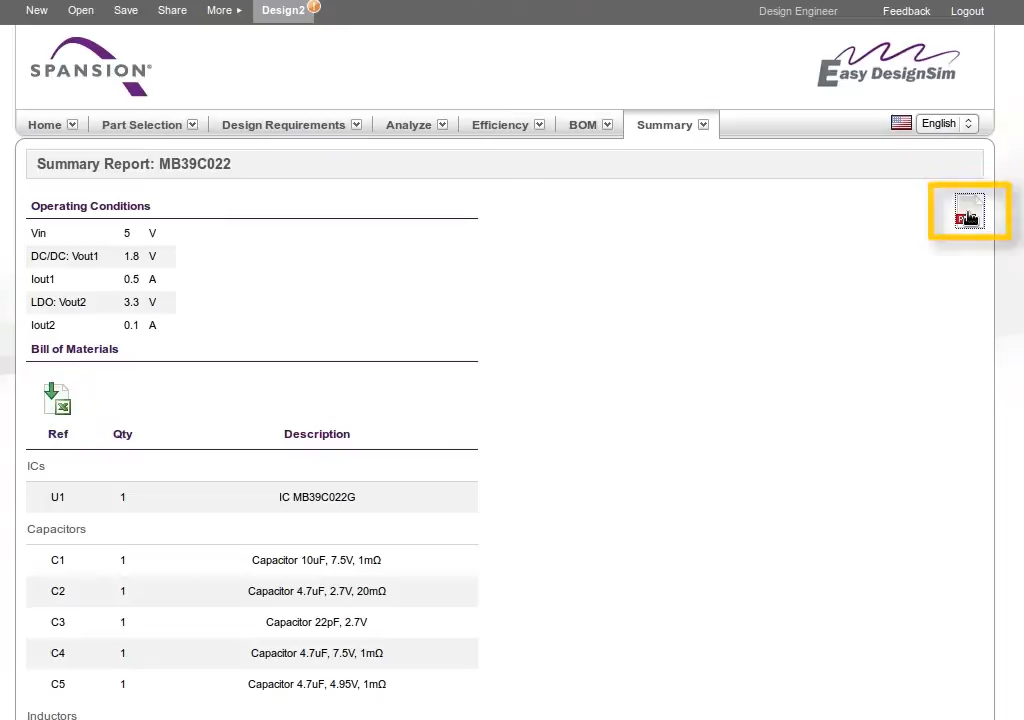 New Open Save Share More Design2 Design Engineer Feedback Logout
SPANSION®
Easy DesignSim
Home Part Selection Design Requirements Analyze Efficiency BOM Summary English
Summary Report: MB39C022
Operating Conditions
Vin 5 V
DC/DC: Vout1 1.8 V
Iout1 0.5 A
LDO: Vout2 3.3 V
Iout2 0.1 A
Bill of Materials
Ref Qty Description
ICs
U1 1 IC MB39C022G
Capacitors
C1 1 Capacitor 10uF, 7.5V, 1mΩ
C2 1 Capacitor 4.7uF, 2.7V, 20mΩ
C3 1 Capacitor 22pF, 2.7V
C4 1 Capacitor 4.7uF, 7.5V, 1mΩ
C5 1 Capacitor 4.7uF, 4.95V, 1mΩ
Inductors